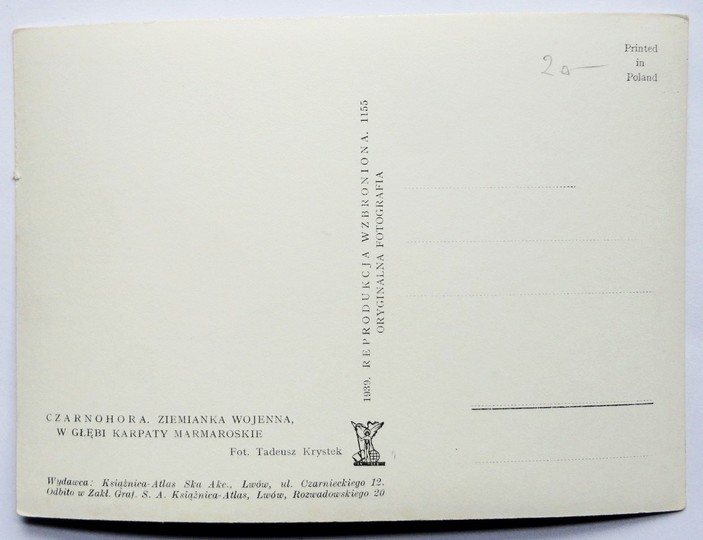 Printed
in
Poland
20—
1939. REPRODUKCJA WZBRONIONA. 1155
ORYGINALNA FOTOGRAFIA
CZARNOHORA. ZIEMIANKA WOJENNA,
W GŁĘBI KARPATY MARMAROSKIE
Fot. Tadeusz Krystek
Wydawca: Książnica-Atlas Ska Akc., Lwów, ul. Czarnieckiego 12.
Odbito w Zakł. Graf. S. A. Książnica-Atlas, Lwów, Rozwadowskiego 20